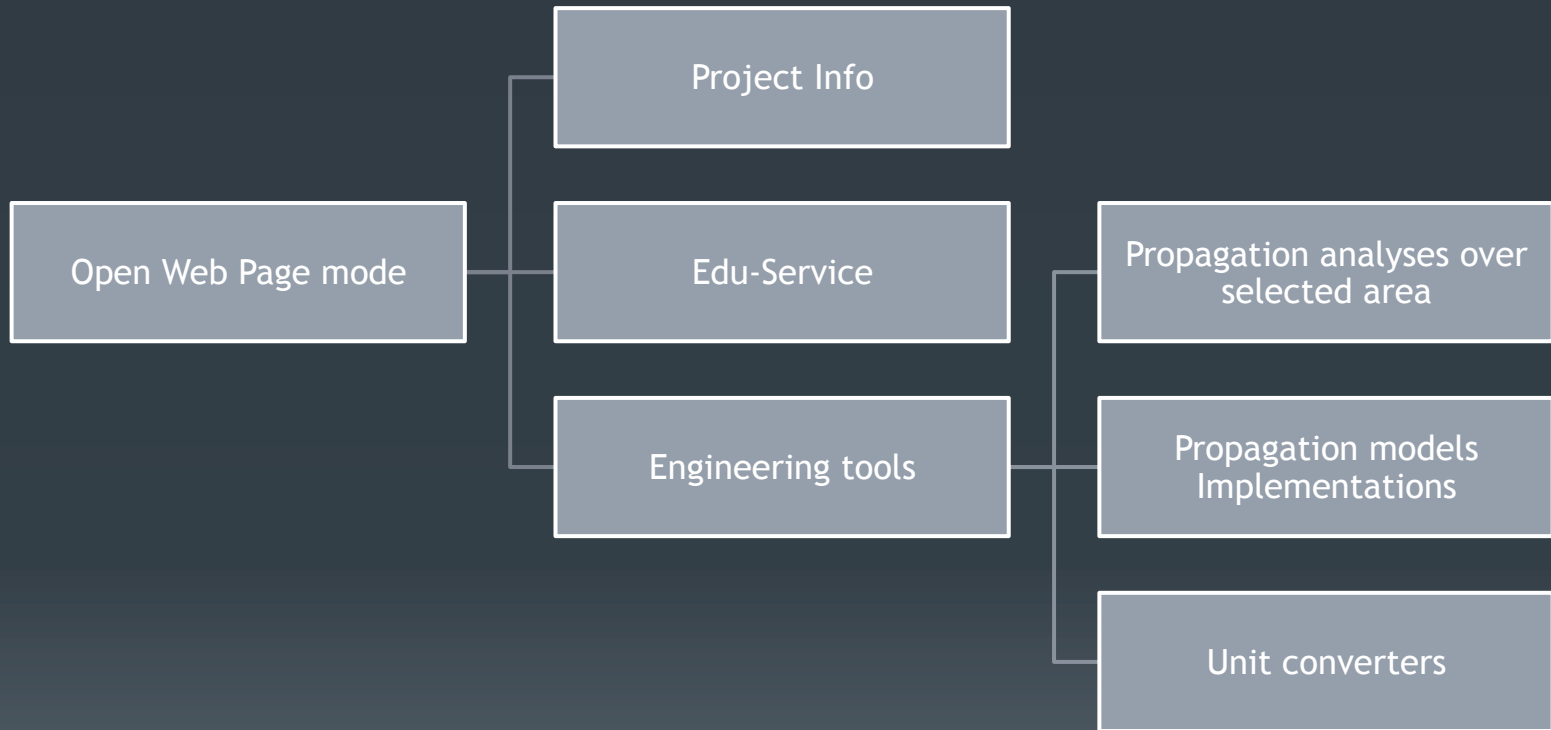 Project Info
Open Web Page mode
Edu-Service
Engineering tools
Propagation analyses over
selected area
Propagation models
Implementations
Unit converters